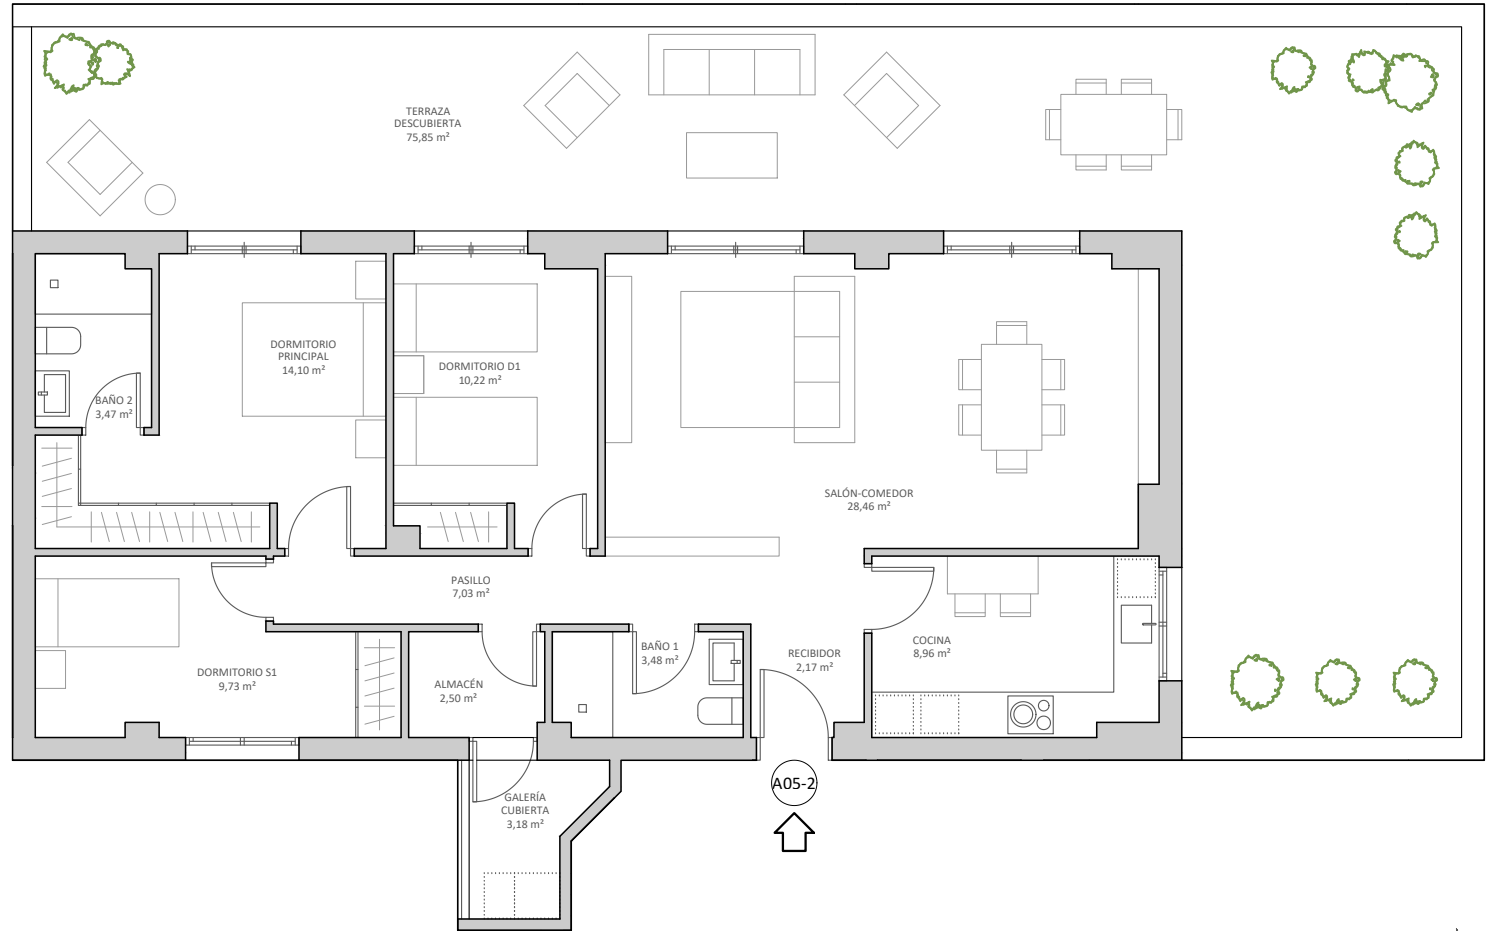 TERRAZA
DESCUBIERTA
75,85 m²
DORMITORIO
PRINCIPAL
14,10 m²
DORMITORIO D1
10,22 m²
BAÑO 2
3,47 m²
SALÓN-COMEDOR
28,46 m²
PASILLO
7,03 m²
COCINA
8,96 m²
BAÑO 1
3,48 m²
RECIBIDOR
2,17 m²
DORMITORIO S1
9,73 m²
ALMACÉN
2,50 m²
A05-2
GALERÍA
CUBIERTA
3,18 m²